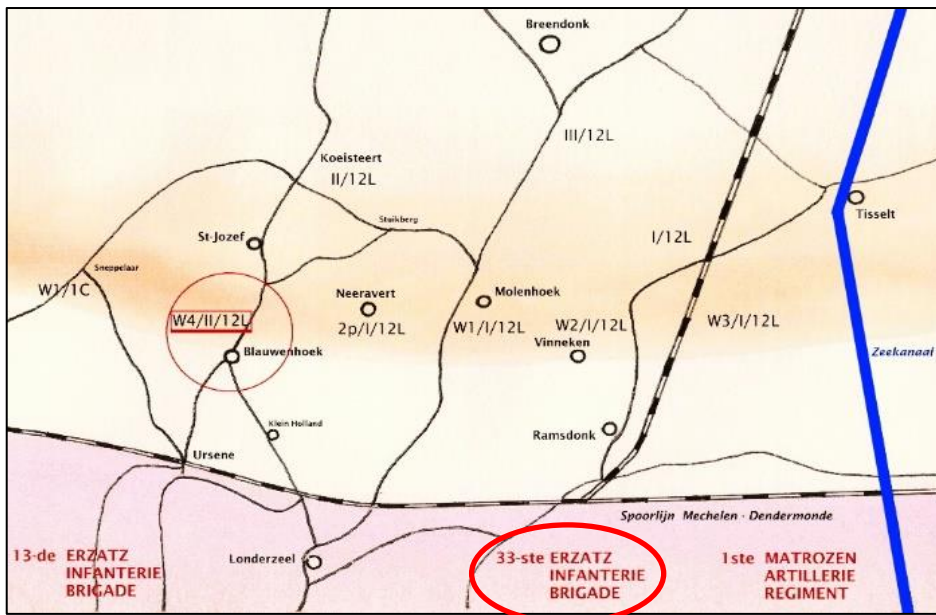 Breendonk
III/12L
Koeisteert
II/12L
Stuikberg
Tisselt
St-Jozef
I/12L
Sneppelaar
W1/1C
Neeravert
2p/I/12L
Molenhoek
W1/I/12L
W2/I/12L
W3/I/12L
W4/II/12L
Vinneken
Blauwenhoek
Zeekanaal
Klein Holland
Ramsdonk
Ursene
Spoorlijn Mechelen - Dendermonde
Londerzeel
13-de ERZATZ
INFANTERIE
BRIGADE
33-ste ERZATZ
INFANTERIE
BRIGADE
1ste MATROZEN
ARTILLERIE
REGIMENT